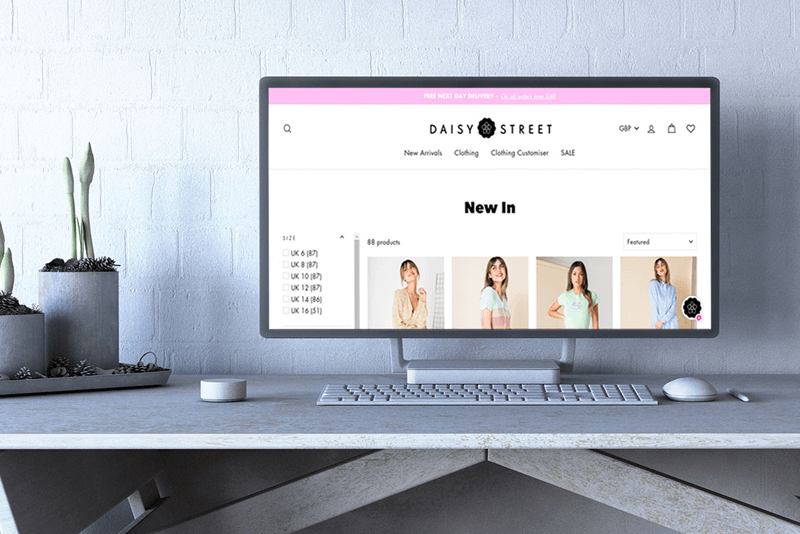 FREE NEXT DAY DELIVERY - On all orders over £40
DAISY STREET
GBP
New Arrivals Clothing Clothing Customiser SALE
New In
SIZE
88 products
Featured
UK 6 (87)
UK 8 (87)
UK 10 (87)
UK 12 (87)
UK 14 (86)
UK 16 (51)